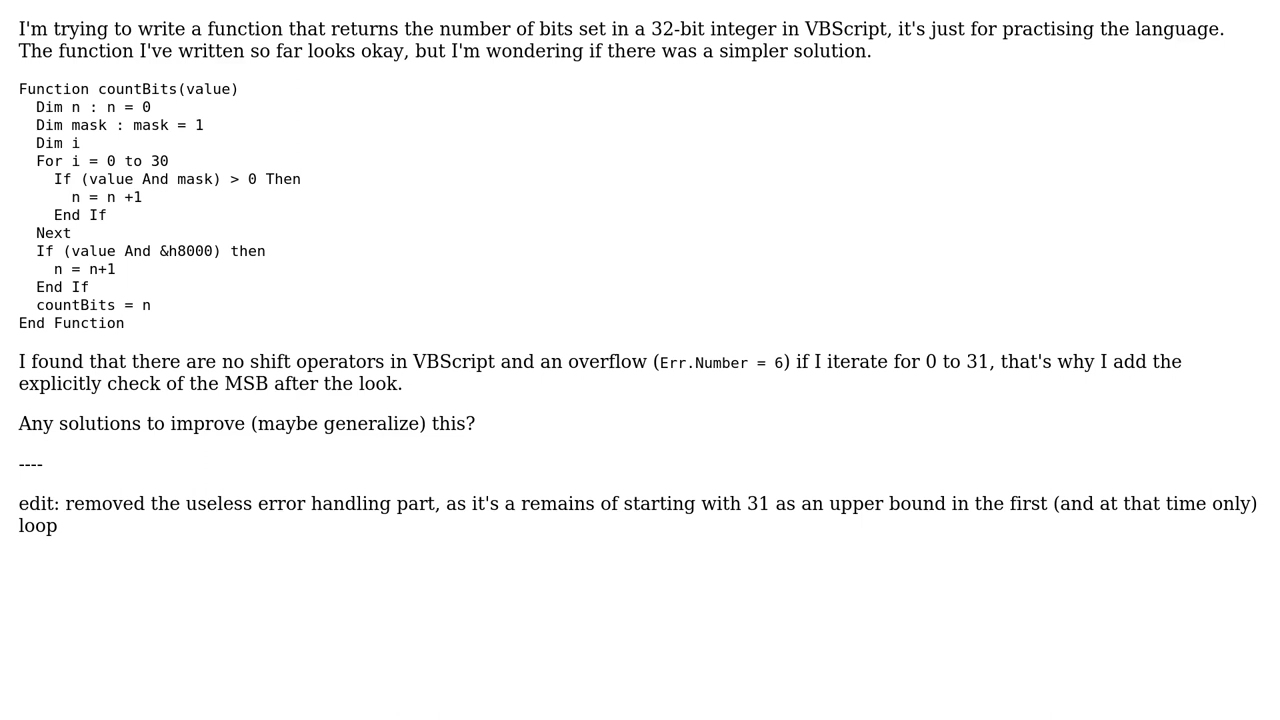 I'm trying to write a function that returns the number of bits set in a 32-bit integer in VBScript, it's just for practising the language.
The function I've written so far looks okay, but I'm wondering if there was a simpler solution.
Function countBits(value)
  Dim n : n = 0
  Dim mask : mask = 1
  Dim i
  For i = 0 to 30
    If (value And mask) > 0 Then
      n = n +1
    End If
  Next
  If (value And &h8000) then
    n = n+1
  End If
  countBits = n
End Function
I found that there are no shift operators in VBScript and an overflow (Err.Number = 6) if I iterate for 0 to 31, that's why I add the
explicitly check of the MSB after the look.
Any solutions to improve (maybe generalize) this?
----
edit: removed the useless error handling part, as it's a remains of starting with 31 as an upper bound in the first (and at that time only)
loop